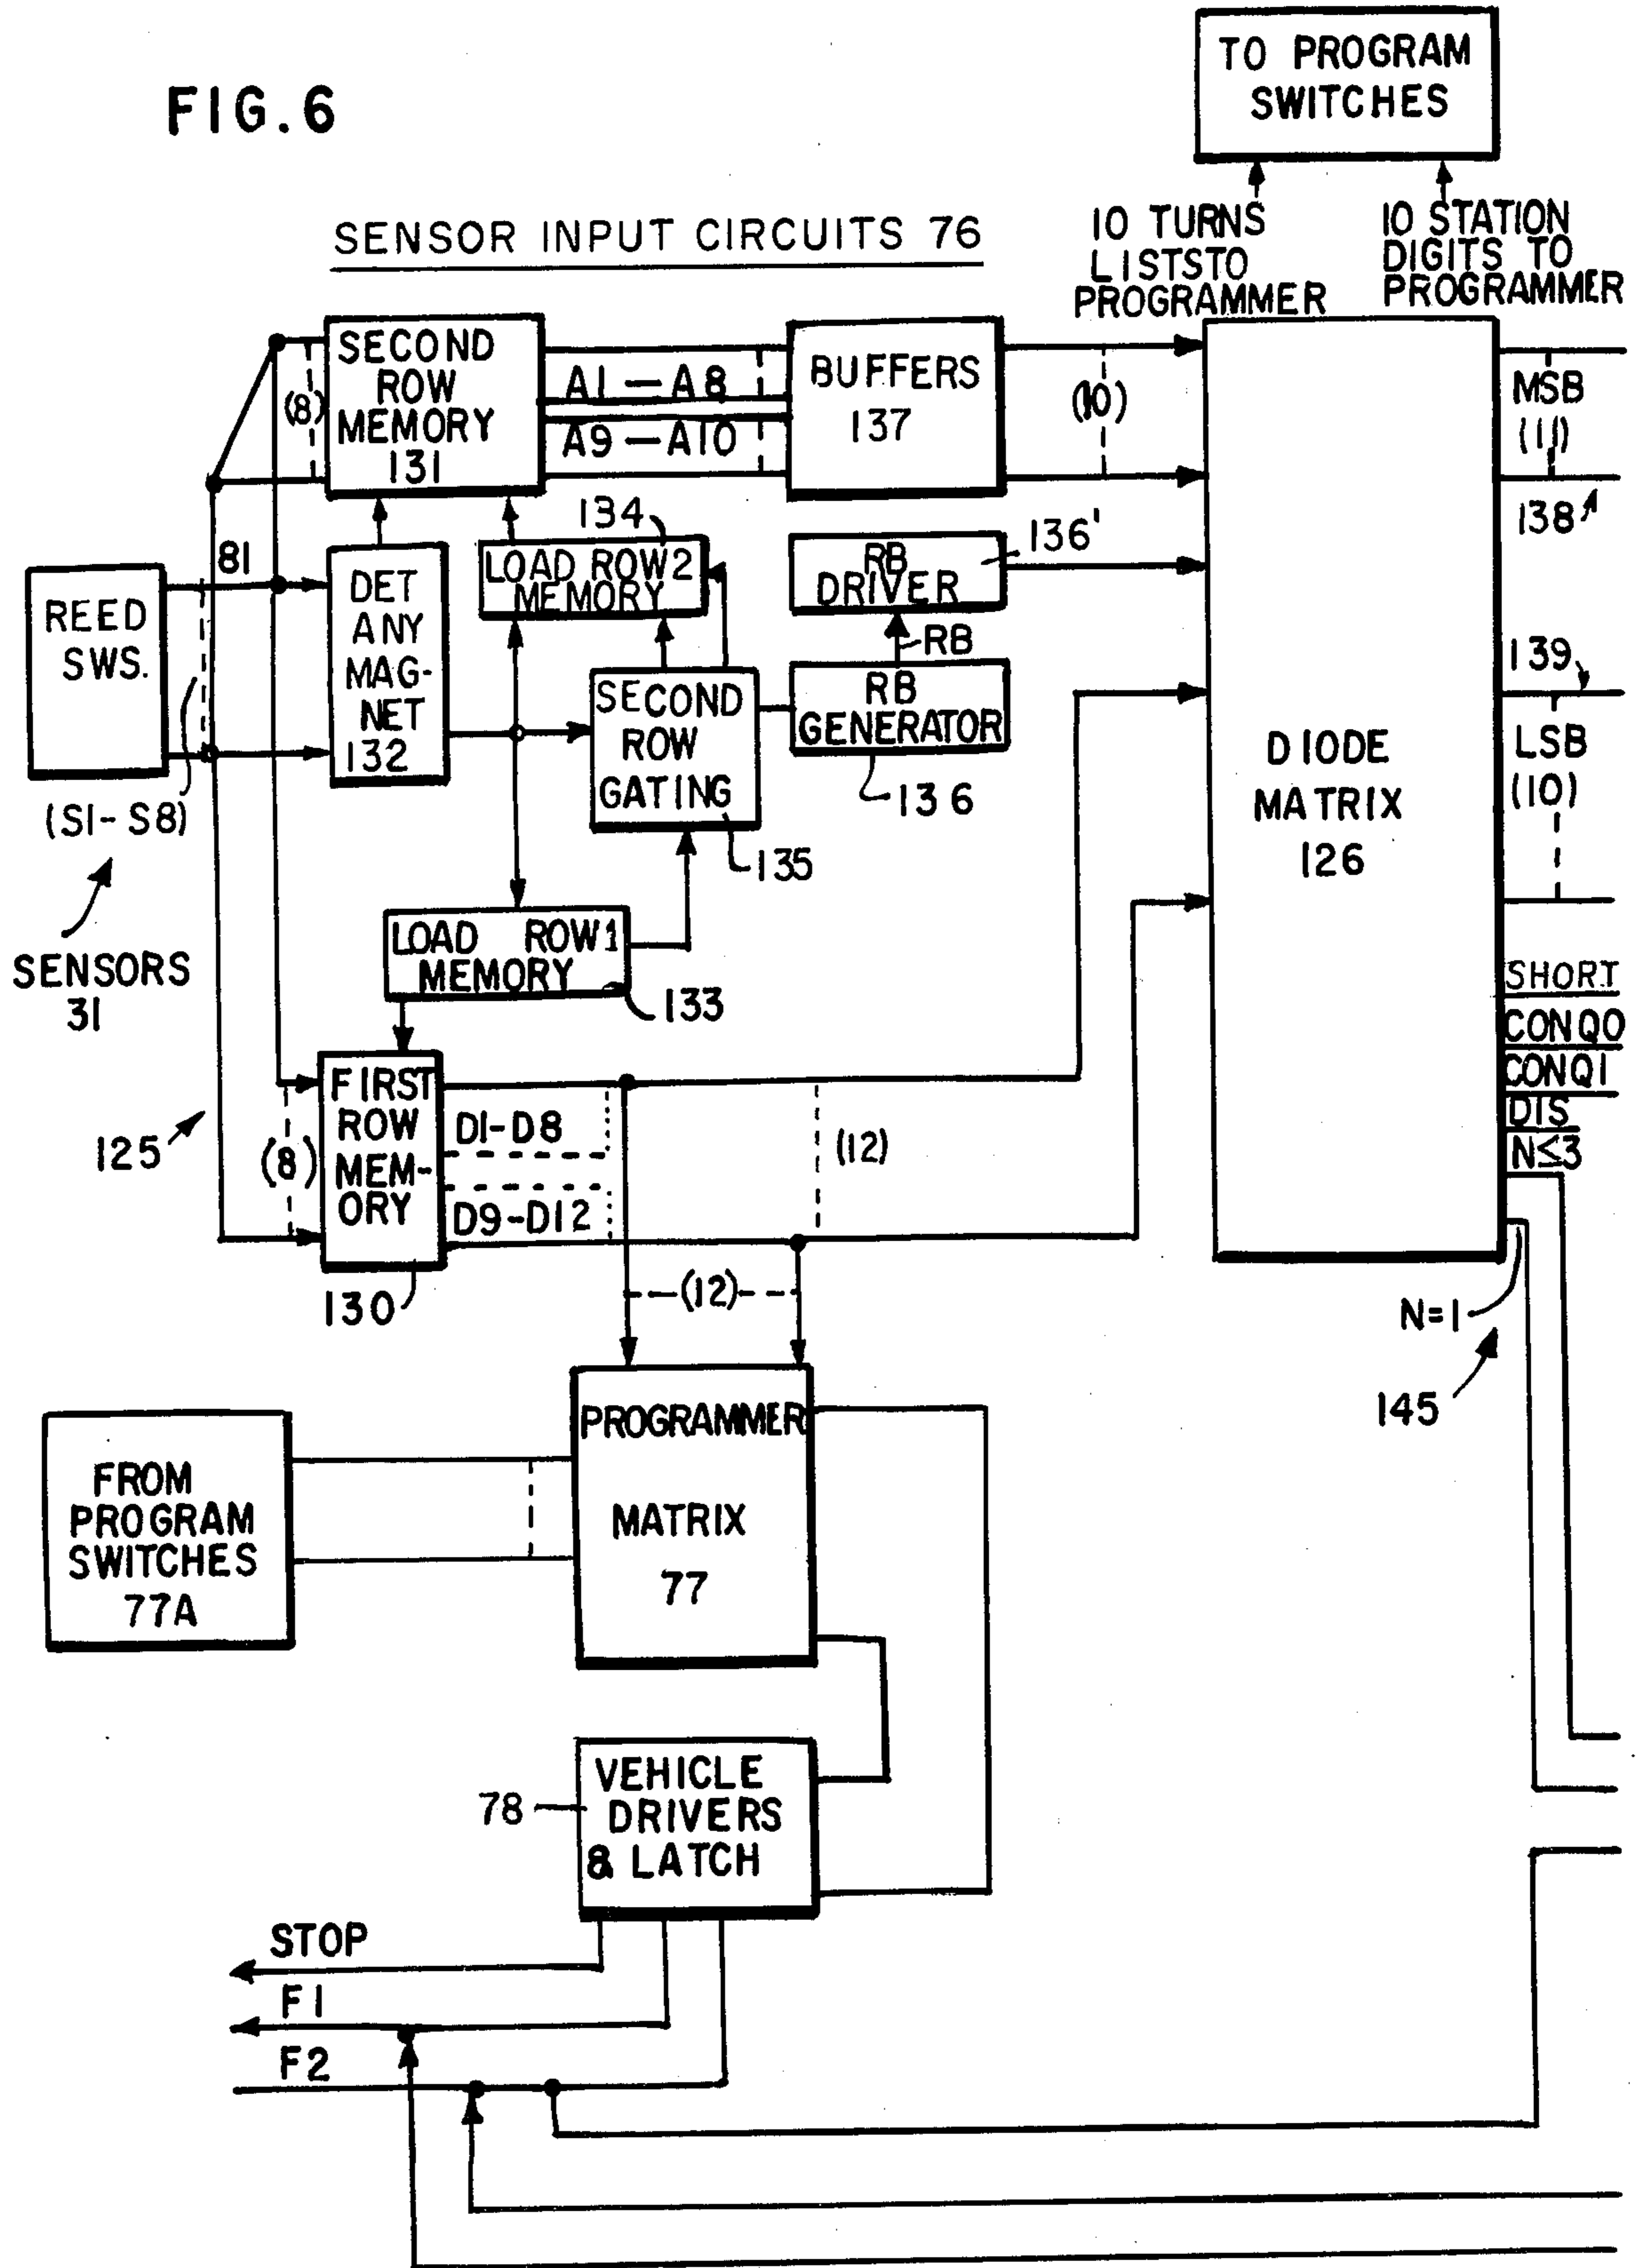 FIG.6
TO PROGRAM
SWITCHES
SENSOR INPUT CIRCUITS 76
10 TURNS
LISTSTO
PROGRAMMER
10 STATION
DIGITS TO
PROGRAMMER
SECOND
ROW
MEMORY
131
(8)
A1—A8
A9—A10
BUFFERS
137
(10)
MSB
(11)
138
81
REED
SWS.
DET
ANY
MAG-
NET
132
134
LOAD ROW2
MEMORY
RB
DRIVER
136'
RB
RB
GENERATOR
136
SECOND
ROW
GATING
135
139
LSB
(10)
DIODE
MATRIX
126
(S1-S8)
SENSORS
31
LOAD ROW1
MEMORY
133
SHORT
CONQ0
CONQ1
DIS
N≤3
125
(8)
FIRST
ROW
MEM-
ORY
130
D1-D8
D9-D12
(12)
(12)
N=1
145
PROGRAMMER
MATRIX
77
FROM
PROGRAM
SWITCHES
77A
78
VEHICLE
DRIVERS
& LATCH
STOP
F1
F2